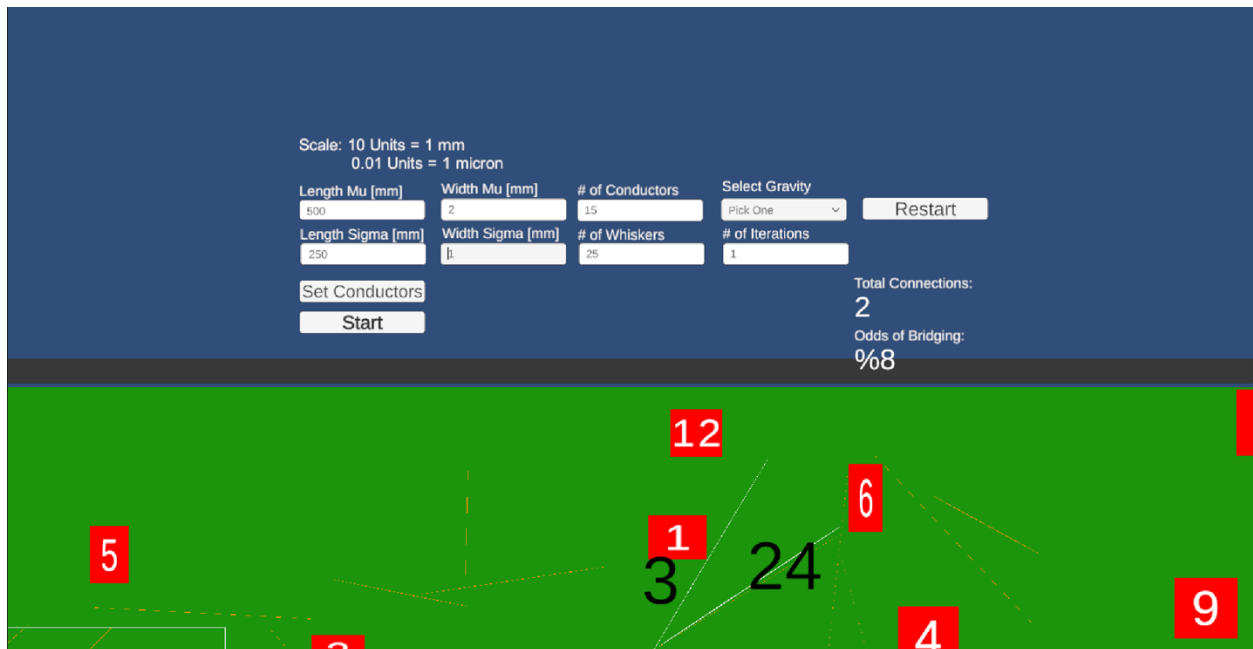 Scale: 10 Units = 1 mm
0.01 Units = 1 micron
Length Mu [mm] Width Mu [mm] # of Conductors Select Gravity
500 2 15 Pick One Restart
Length Sigma [mm] Width Sigma [mm] # of Whiskers # of Iterations
250 1 25 1
Set Conductors
Start
Total Connections:
2
Odds of Bridging:
%8
12
6
5
1
3
24
9
4